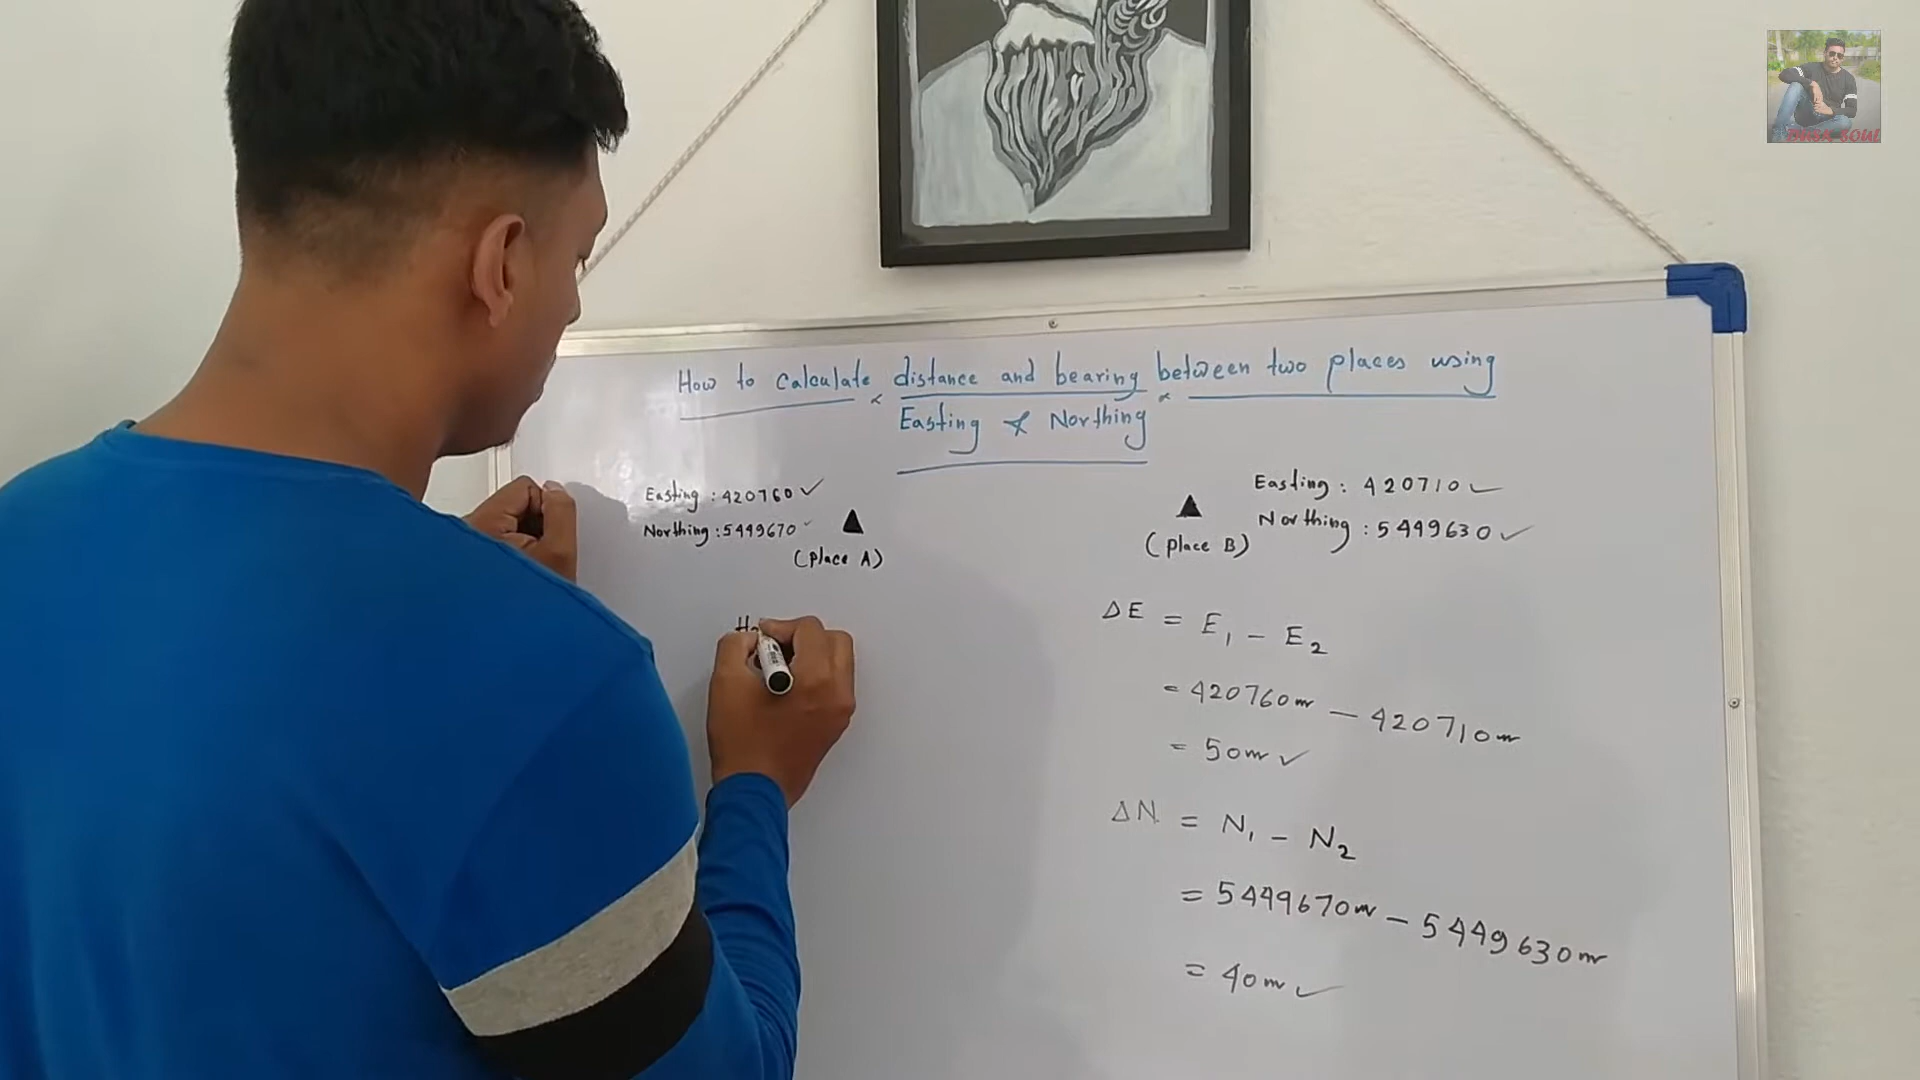 How to calculate distance and bearing between two places using
Easting & Northing
Easting : 420760 ✓
Northing : 5449670 ✓
(place A)
Easting : 420710 ✓
Northing : 5449630 ✓
(place B)
ΔE = E₁ - E₂
= 420760m - 420710m
= 50m ✓
ΔN = N₁ - N₂
= 5449670m - 5449630m
= 40m ✓